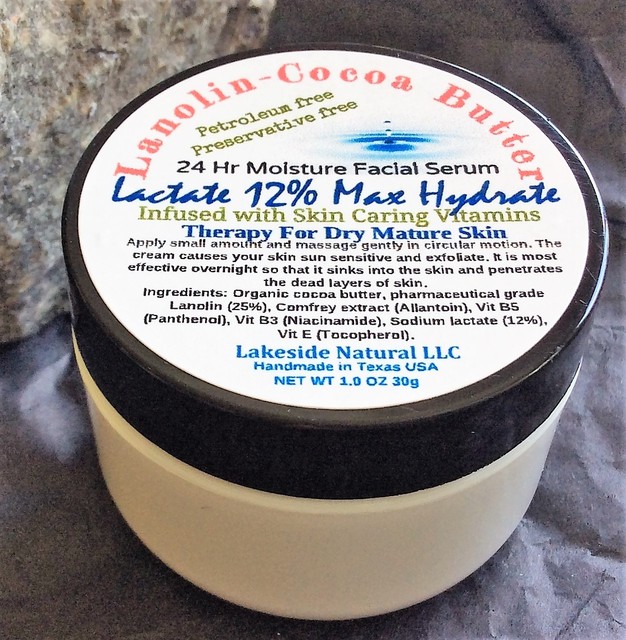 Lanolin-Cocoa Butter
Petroleum free
Preservative free
24 Hr Moisture Facial Serum
Lactate 12% Max Hydrate
Infused with Skin Caring Vitamins
Therapy For Dry Mature Skin
Apply small amount and massage gently in circular motion. The
cream causes your skin sun sensitive and exfoliate. It is most
effective overnight so that it sinks into the skin and penetrates
the dead layers of skin.
Ingredients: Organic cocoa butter, pharmaceutical grade
Lanolin (25%), Comfrey extract (Allantoin), Vit B5
(Panthenol), Vit B3 (Niacinamide), Sodium lactate (12%),
Vit E (Tocopherol).
Lakeside Natural LLC
Handmade in Texas USA
NET WT 1.0 OZ 30g